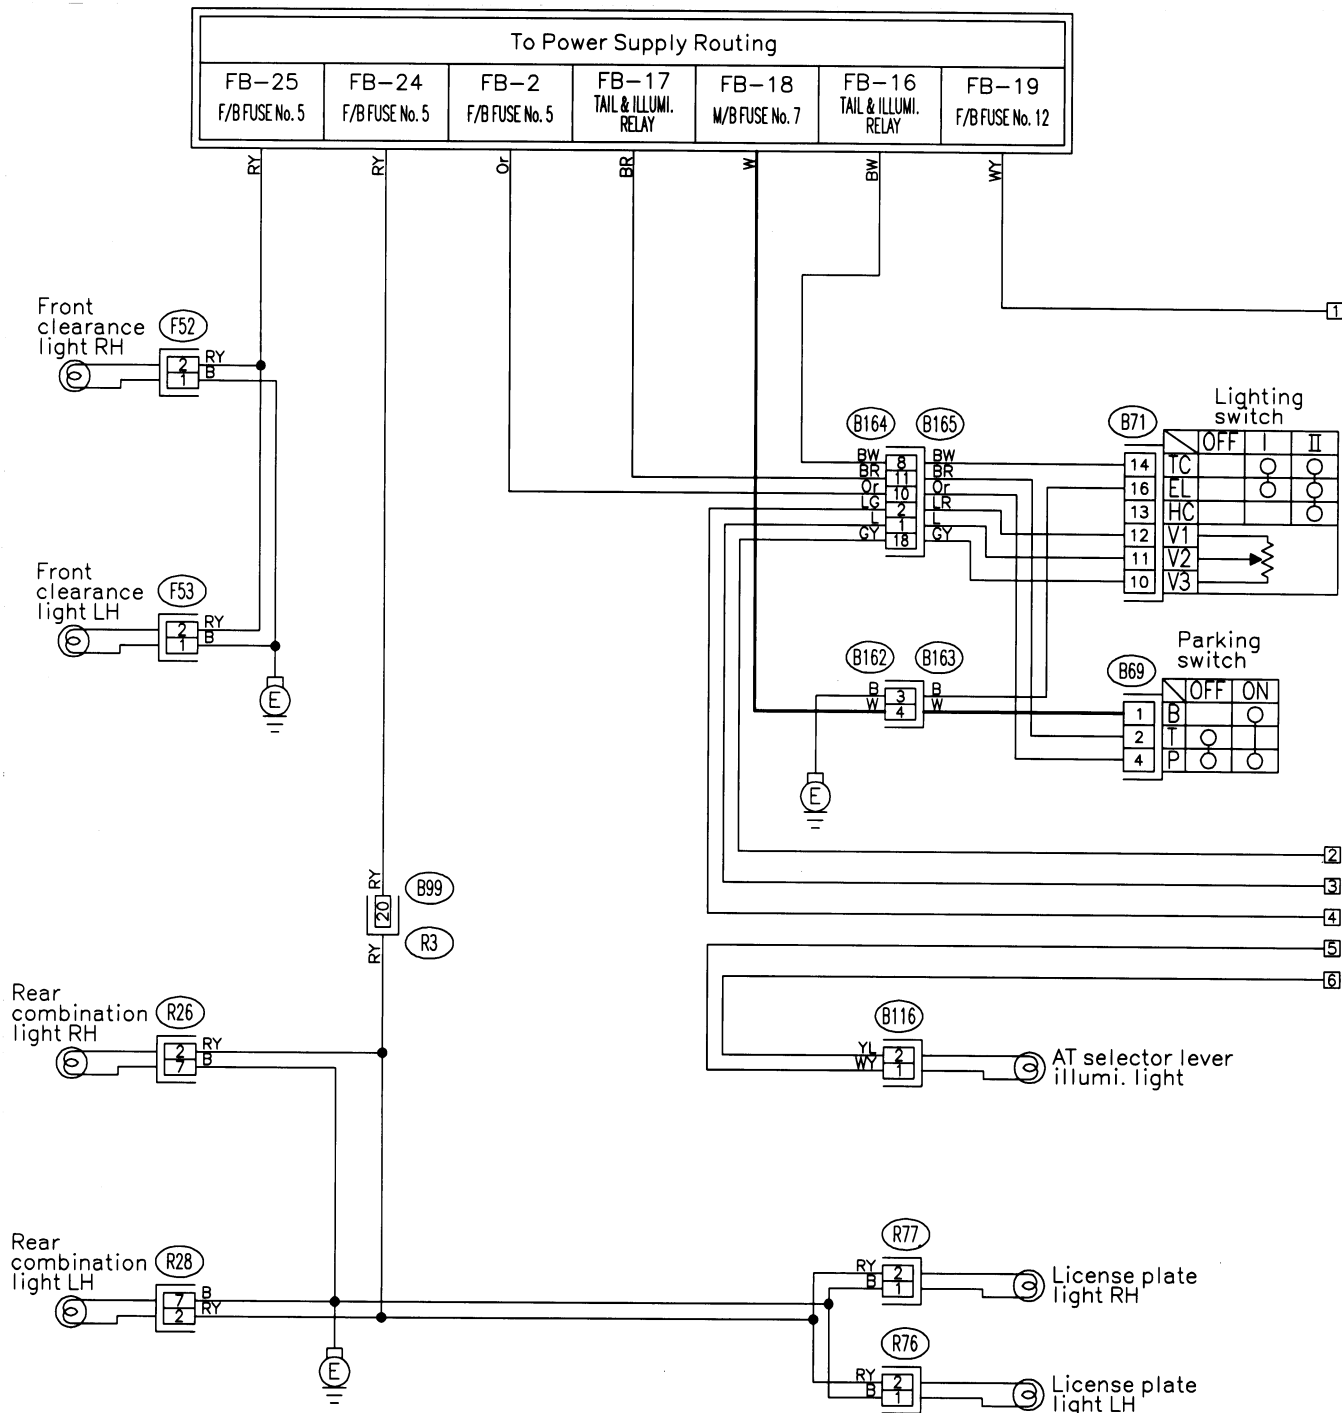 To Power Supply Routing
FB-25 FB-24 FB-2 FB-17 FB-18 FB-16 FB-19
F/B FUSE No. 5 F/B FUSE No. 5 F/B FUSE No. 5 TAIL & ILLUMI. RELAY M/B FUSE No. 7 TAIL & ILLUMI. RELAY F/B FUSE No. 12
RY RY Or BR W BW WY
1
Front
clearance
light RH
F52
2 RY
1 B
Lighting
switch
B164 B165 B71
OFF I II
BW 8 BW
BR 11 BR
Or 10 Or
LG 2 LR
L 1 L
GY 18 GY
14 TC
16 EL
13 HC
12 V1
11 V2
10 V3
Front
clearance
light LH
F53
2 RY
1 B
E
Parking
switch
B162 B163 B69
OFF ON
B 3 B
W 4 W
1 B
2 T
4 P
E
2
3
4
5
6
RY
B99
20
R3
RY
Rear
combination
light RH
R26
2 RY
7 B
B116
YL 2
WY 1
AT selector lever
illumi. light
Rear
combination
light LH
R28
7 B
2 RY
E
R77
RY 2
B 1
License plate
light RH
R76
RY 2
B 1
License plate
light LH